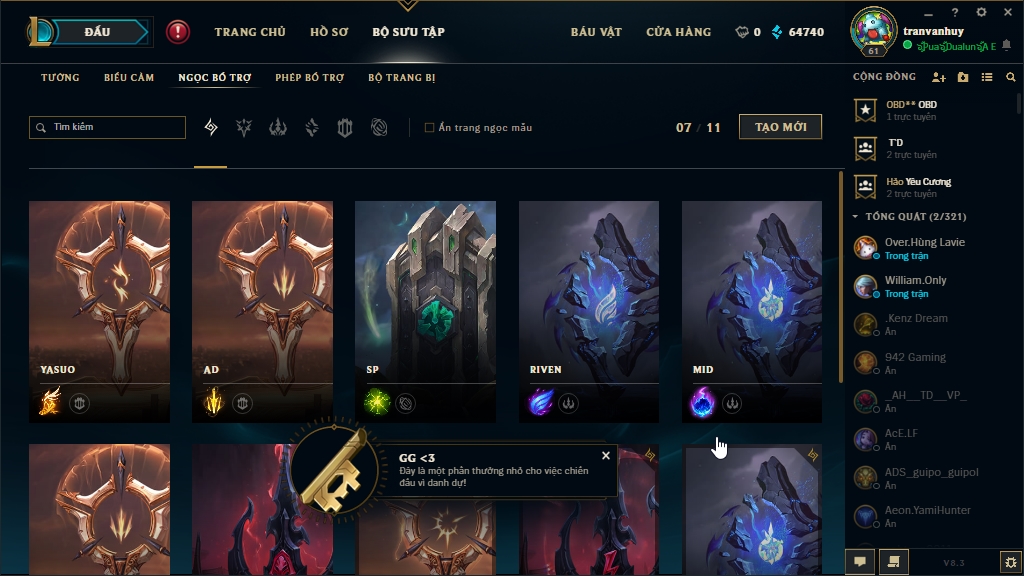 ĐẤU
TRANG CHỦ
HỒ SƠ
BỘ SƯU TẬP
BÁU VẬT
CỬA HÀNG
0
64740
61
tranvanhuy
TƯỚNG
BIỂU CẢM
NGỌC BỔ TRỢ
PHÉP BỔ TRỢ
BỘ TRANG BỊ
Tìm kiếm
Ẩn trang ngọc mẫu
07 / 11
TẠO MỚI
YASUO
AD
SP
RIVEN
MID
GG <3
Đây là một phần thưởng nhỏ cho việc chiến
đấu vì danh dự!
CỘNG ĐỒNG
OBD** OBD
1 trực tuyến
T'D
2 trực tuyến
Hảo Yêu Cương
2 trực tuyến
TỔNG QUÁT (2/321)
Over.Hùng Lavie
Trong trận
William.Only
Trong trận
.Kenz Dream
Ẩn
942 Gaming
Ẩn
_AH__TD__VP_
Ẩn
AcE.LF
Ẩn
ADS_guipo_guipol
Ẩn
Aeon.YamiHunter
Ẩn
V8.3